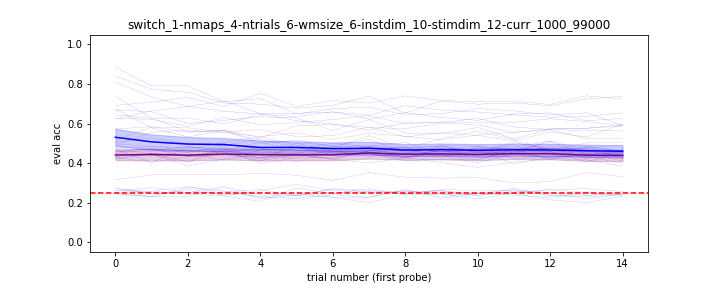 switch_1-nmaps_4-ntrials_6-wmsize_6-instdim_10-stimdim_12-curr_1000_99000
1.0
0.8
0.6
0.4
0.2
0.0
eval acc
0 2 4 6 8 10 12 14
trial number (first probe)